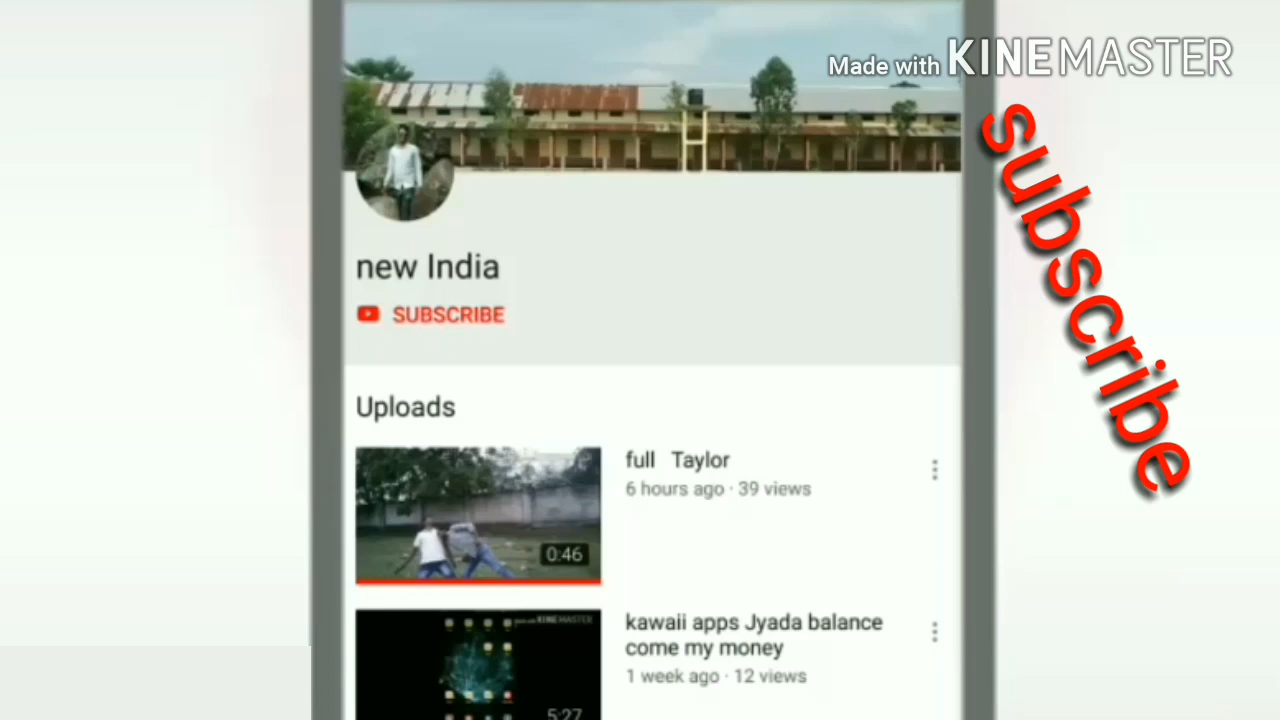 Made with KINEMASTER
subscribe
new India
SUBSCRIBE
Uploads
full Taylor
6 hours ago · 39 views
0:46
kawaii apps Jyada balance
come my money
1 week ago · 12 views
KINEMASTER
5:27